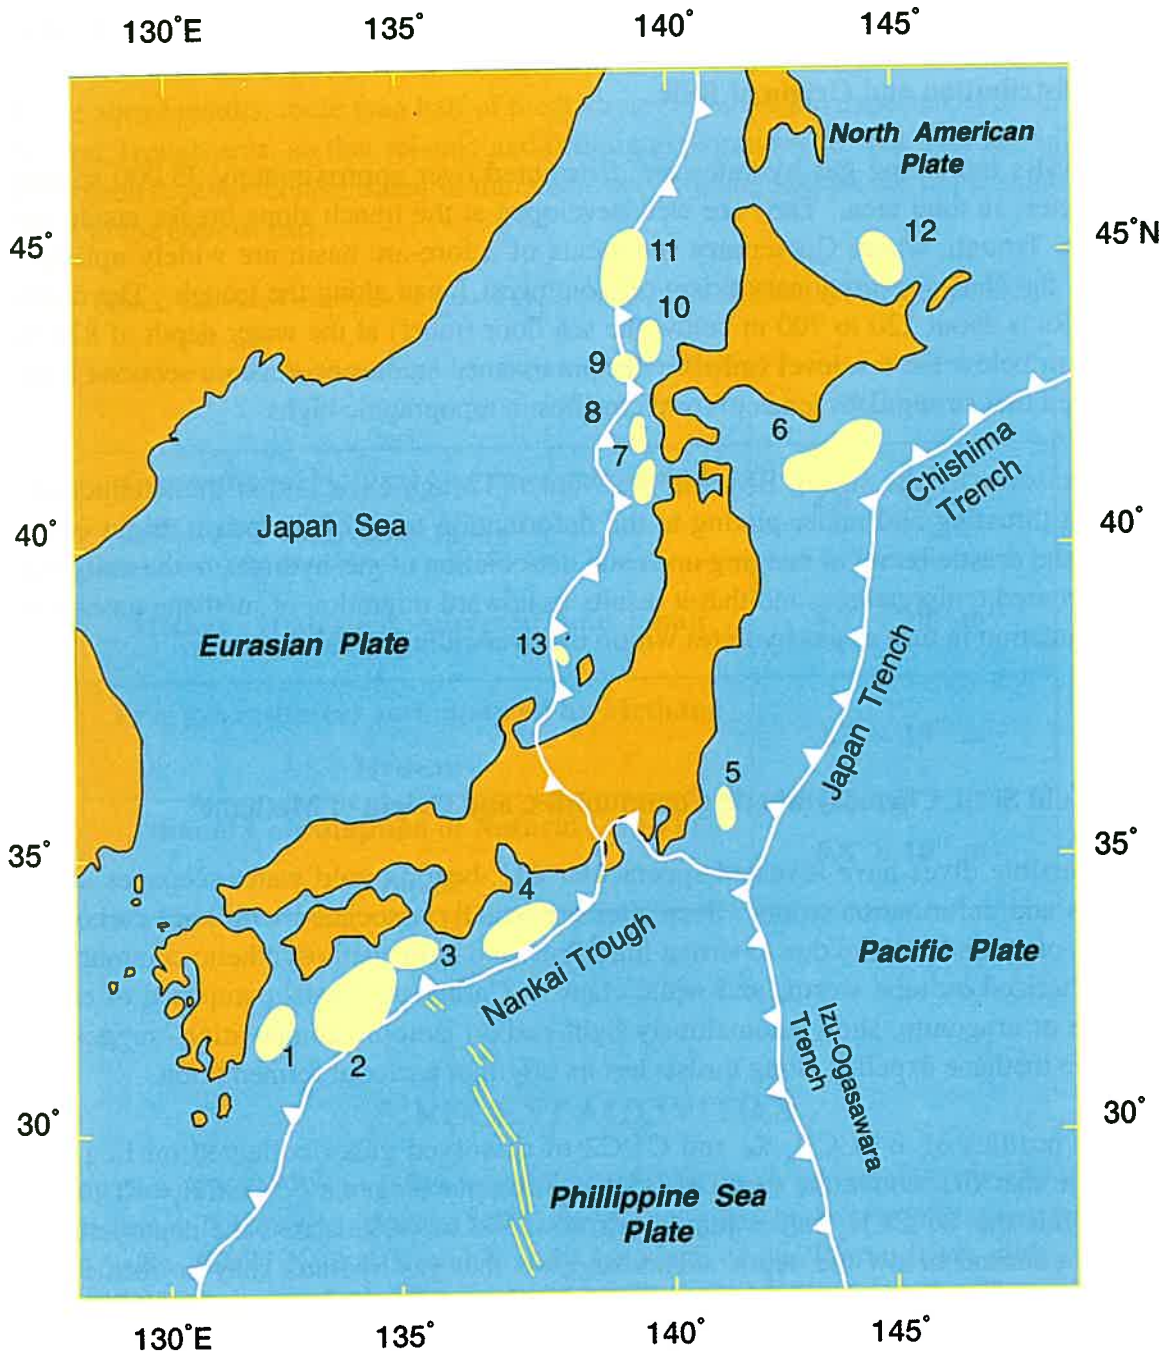 130°E 135° 140° 145°
North American
Plate
12
45° 45°N
11
10
9
8
6
7
Chishima
Trench
40° 40°
Japan Sea
Eurasian Plate
13
Japan Trench
5
35° 35°
4
3
Nankai Trough
Pacific Plate
1
2
Izu-Ogasawara
Trench
30° 30°
Phillippine Sea
Plate
130°E 135° 140° 145°